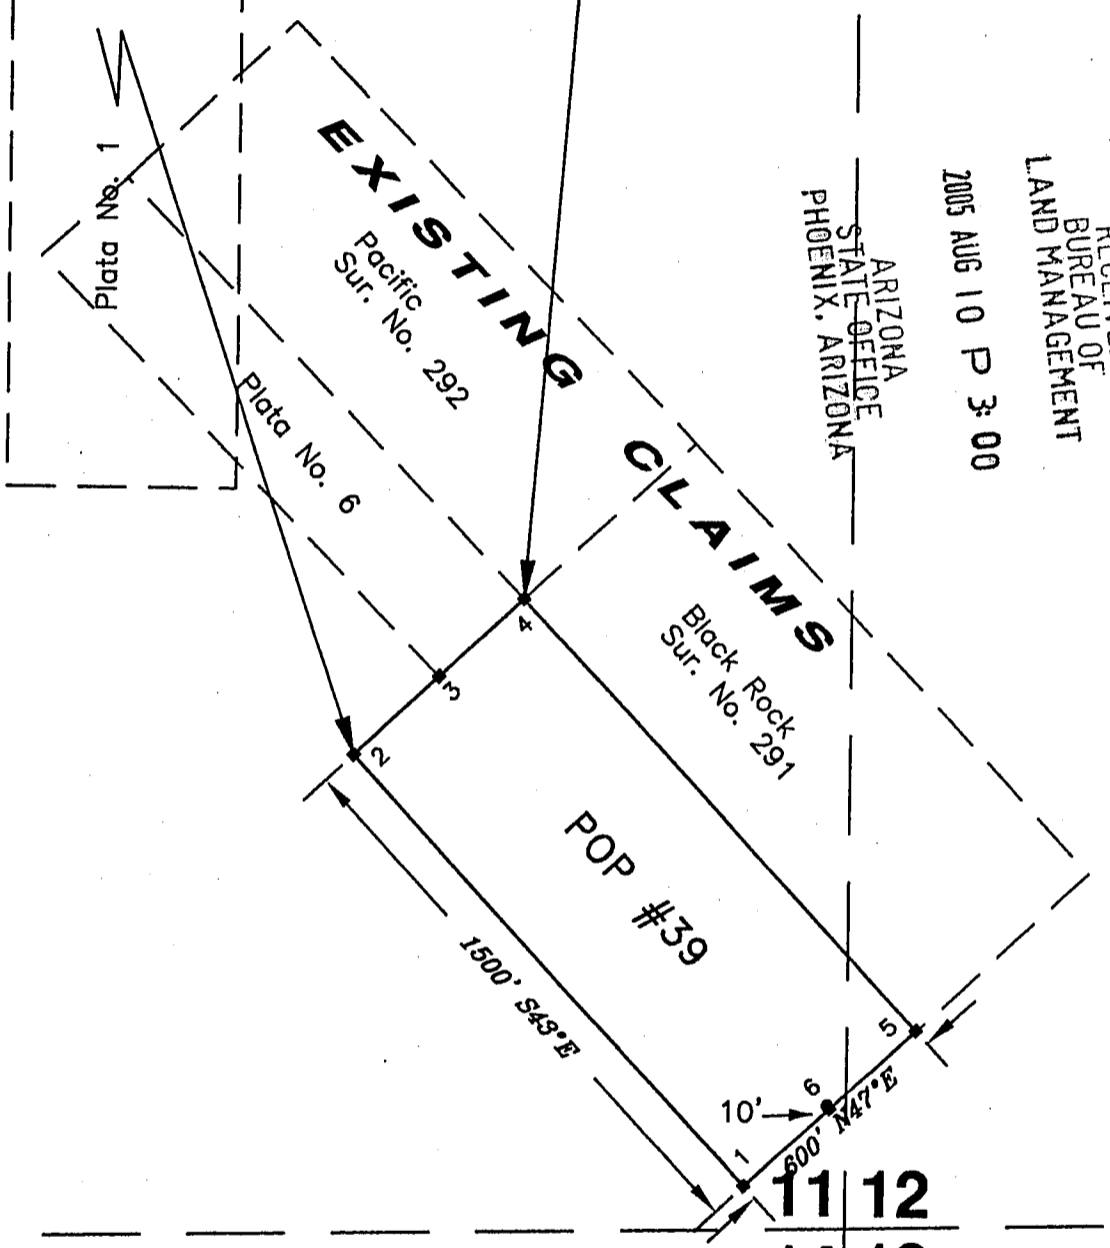 Plata No. 1
EXISTING CLAIMS
Pacific
Sur. No. 292
Plata No. 6
BUREAU OF
LAND MANAGEMENT
2005 AUG 10 P 3:00
ARIZONA
STATE OFFICE
PHOENIX, ARIZONA
4
3
2
Black Rock
Sur. No. 291
POP #39
1500' S43°E
5
6
10'
600' N47°E
1
11 12